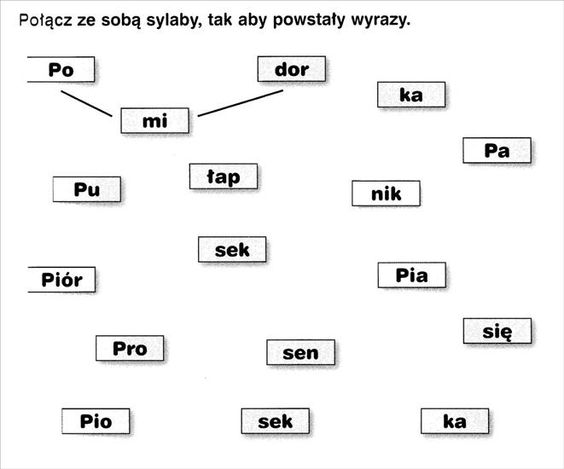 Połącz ze sobą sylaby, tak aby powstały wyrazy.
Po
dor
ka
mi
Pa
Pu
łap
nik
sek
Piór
Pia
się
Pro
sen
Pio
sek
ka